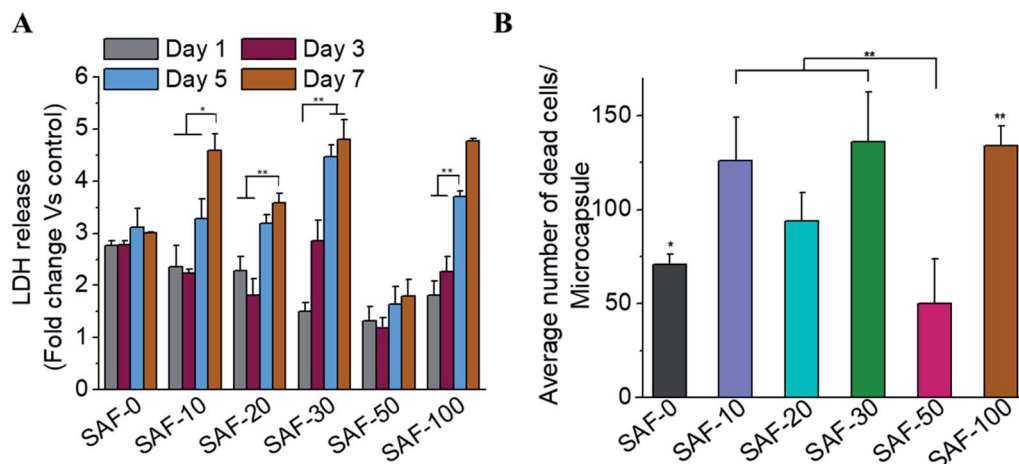 A
Day 1
Day 3
Day 5
Day 7
LDH release
(Fold change Vs control)
6
5
4
3
2
1
0
*
**
**
**
SAF-0
SAF-10
SAF-20
SAF-30
SAF-50
SAF-100
B
Average number of dead cells/
Microcapsule
150
100
50
0
*
**
**
SAF-0
SAF-10
SAF-20
SAF-30
SAF-50
SAF-100